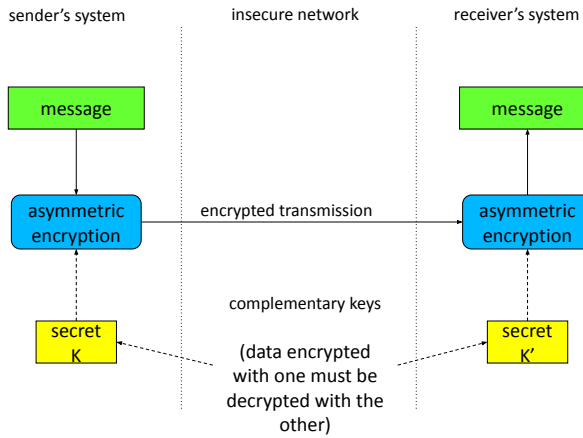 sender’s system
insecure network
receiver’s system
message
message
asymmetric
encryption
encrypted transmission
asymmetric
encryption
complementary keys
secret
K
(data encrypted
with one must be
decrypted with the
other)
secret
K’